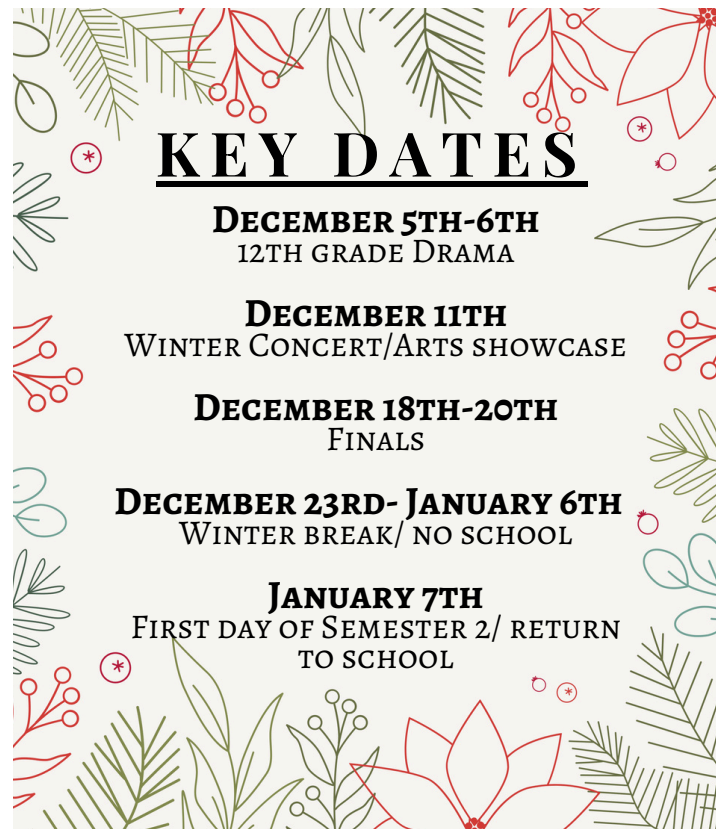 KEY DATES
December 5th-6th
12th grade Drama
December 11th
Winter Concert/Arts showcase
December 18th-20th
Finals
December 23rd- January 6th
Winter break/ no school
January 7th
First day of Semester 2/ return
to school